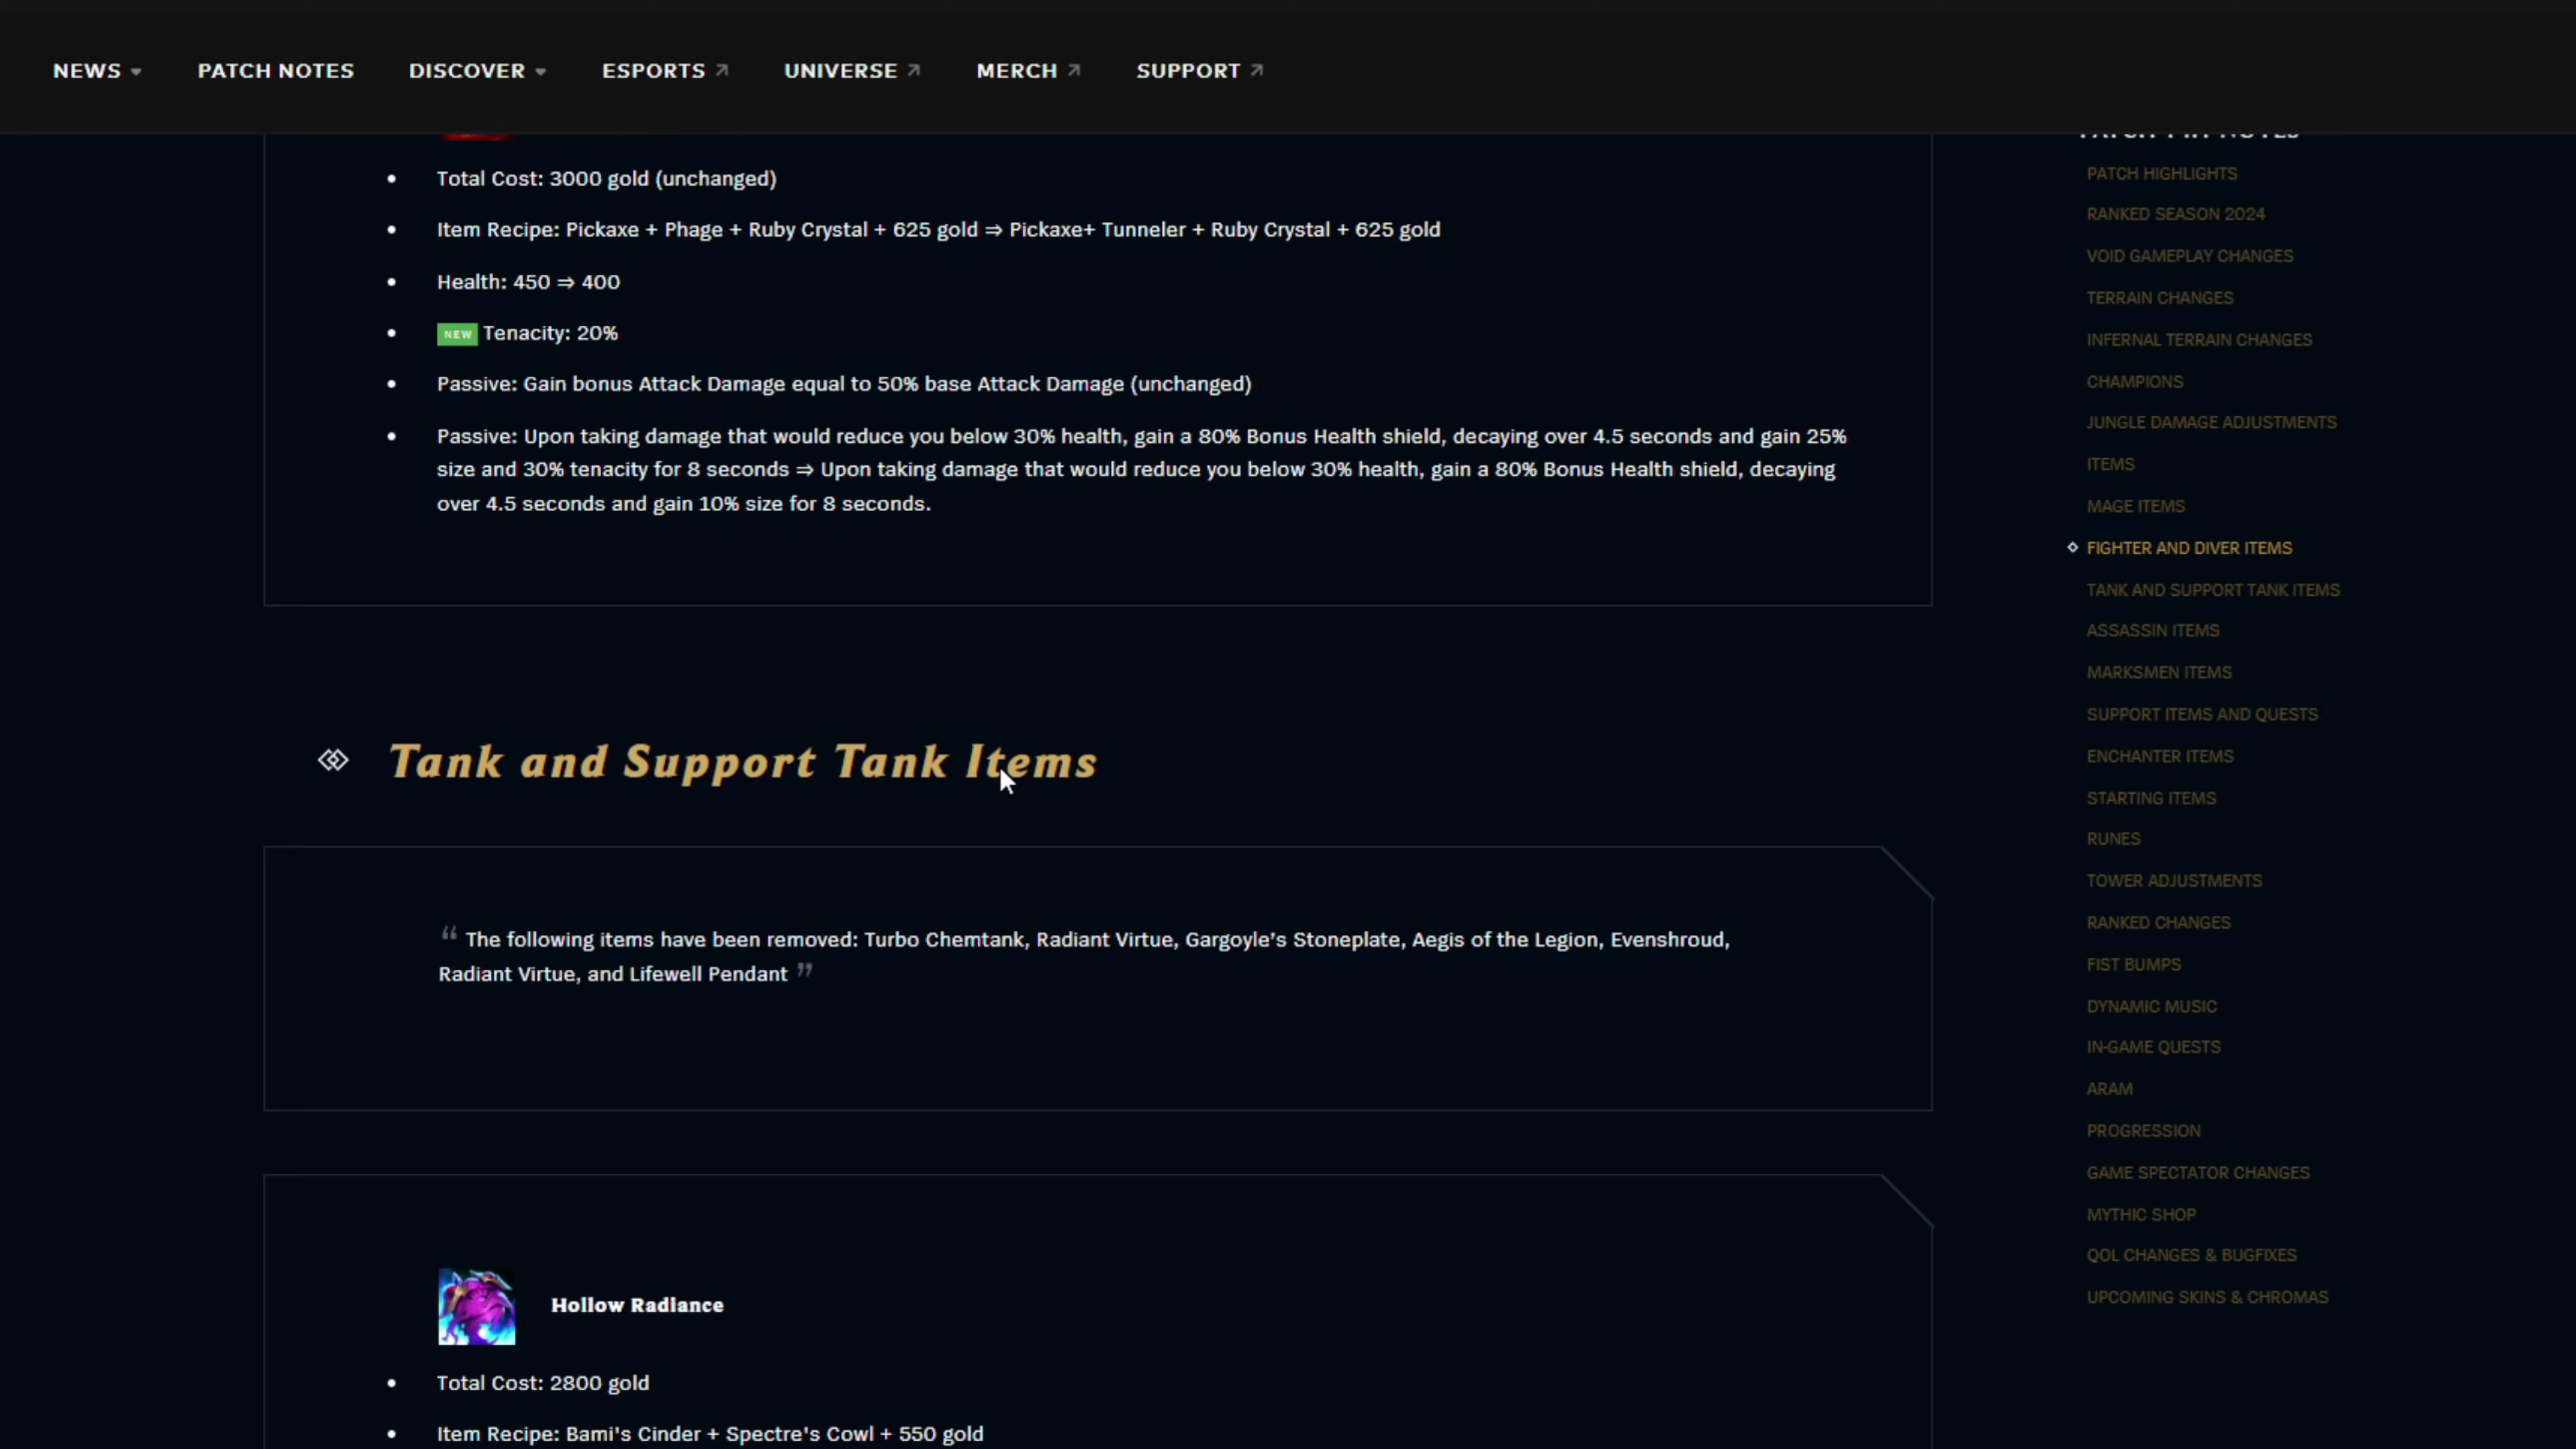 NEWS PATCH NOTES DISCOVER ESPORTS UNIVERSE MERCH SUPPORT
Total Cost: 3000 gold (unchanged)
Item Recipe: Pickaxe + Phage + Ruby Crystal + 625 gold ⇒ Pickaxe+ Tunneler + Ruby Crystal + 625 gold
Health: 450 ⇒ 400
NEW Tenacity: 20%
Passive: Gain bonus Attack Damage equal to 50% base Attack Damage (unchanged)
Passive: Upon taking damage that would reduce you below 30% health, gain a 80% Bonus Health shield, decaying over 4.5 seconds and gain 25%
size and 30% tenacity for 8 seconds ⇒ Upon taking damage that would reduce you below 30% health, gain a 80% Bonus Health shield, decaying
over 4.5 seconds and gain 10% size for 8 seconds.
Tank and Support Tank Items
“ The following items have been removed: Turbo Chemtank, Radiant Virtue, Gargoyle's Stoneplate, Aegis of the Legion, Evenshroud,
Radiant Virtue, and Lifewell Pendant ”
Hollow Radiance
Total Cost: 2800 gold
Item Recipe: Bami's Cinder + Spectre's Cowl + 550 gold
PATCH HIGHLIGHTS
RANKED SEASON 2024
VOID GAMEPLAY CHANGES
TERRAIN CHANGES
INFERNAL TERRAIN CHANGES
CHAMPIONS
JUNGLE DAMAGE ADJUSTMENTS
ITEMS
MAGE ITEMS
FIGHTER AND DIVER ITEMS
TANK AND SUPPORT TANK ITEMS
ASSASSIN ITEMS
MARKSMEN ITEMS
SUPPORT ITEMS AND QUESTS
ENCHANTER ITEMS
STARTING ITEMS
RUNES
TOWER ADJUSTMENTS
RANKED CHANGES
FIST BUMPS
DYNAMIC MUSIC
IN-GAME QUESTS
ARAM
PROGRESSION
GAME SPECTATOR CHANGES
MYTHIC SHOP
QOL CHANGES & BUGFIXES
UPCOMING SKINS & CHROMAS